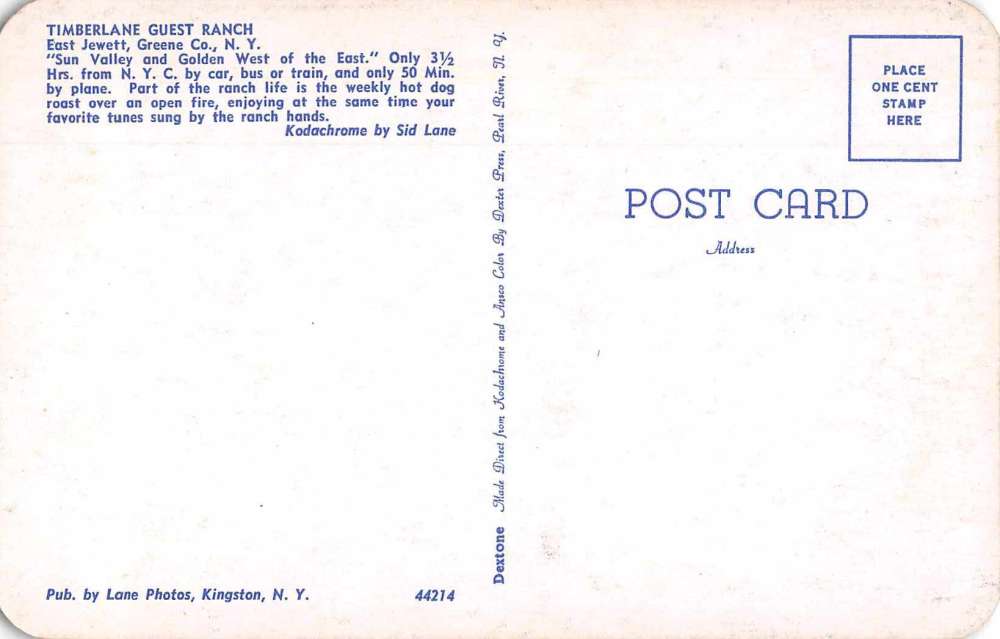 TIMBERLANE GUEST RANCH
East Jewett, Greene Co., N. Y.
"Sun Valley and Golden West of the East." Only 3½
Hrs. from N. Y. C. by car, bus or train, and only 50 Min.
by plane. Part of the ranch life is the weekly hot dog
roast over an open fire, enjoying at the same time your
favorite tunes sung by the ranch hands.
Kodachrome by Sid Lane
Pub. by Lane Photos, Kingston, N. Y. 44214
Dextone Made Direct from Kodachrome and Ansco Color By Dexter Press, Pearl River, N. Y.
PLACE
ONE CENT
STAMP
HERE
POST CARD
Address